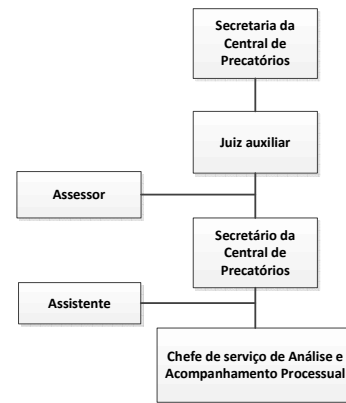 Secretaria da
Central de
Precatórios
Juiz auxiliar
Assessor
Secretário da
Central de
Precatórios
Assistente
Chefe de serviço de Análise e
Acompanhamento Processual